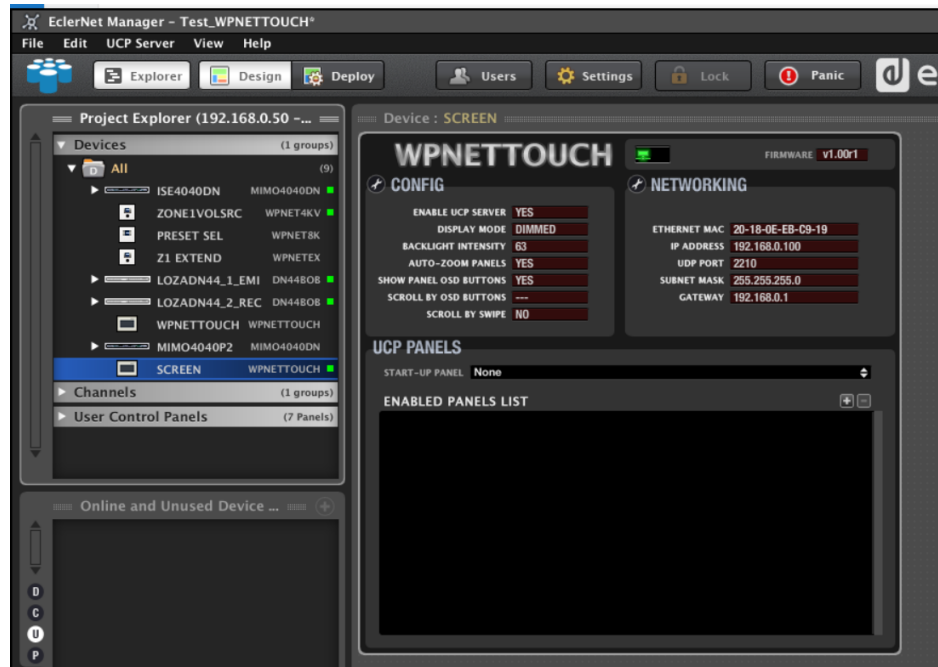 EclerNet Manager - Test_WPNETTOUCH*
File Edit UCP Server View Help
Explorer Design Deploy Users Settings Lock Panic
Project Explorer (192.168.0.50 -...
Device : SCREEN
Devices (1 groups)
All (9)
ISE4040DN MIMO4040DN
ZONE1VOLSRC WPNET4KV
PRESET SEL WPNET8K
Z1 EXTEND WPNETEX
LOZADN44_1_EMI DN44BOB
LOZADN44_2_REC DN44BOB
WPNETTOUCH WPNETTOUCH
MIMO4040P2 MIMO4040DN
SCREEN WPNETTOUCH
Channels (1 groups)
User Control Panels (7 Panels)
Online and Unused Device ...
D
C
U
P
WPNETTOUCH
FIRMWARE v1.00r1
CONFIG
ENABLE UCP SERVER YES
DISPLAY MODE DIMMED
BACKLIGHT INTENSITY 63
AUTO-ZOOM PANELS YES
SHOW PANEL OSD BUTTONS YES
SCROLL BY OSD BUTTONS ---
SCROLL BY SWIPE NO
NETWORKING
ETHERNET MAC 20-18-0E-EB-C9-19
IP ADDRESS 192.168.0.100
UDP PORT 2210
SUBNET MASK 255.255.255.0
GATEWAY 192.168.0.1
UCP PANELS
START-UP PANEL None
ENABLED PANELS LIST